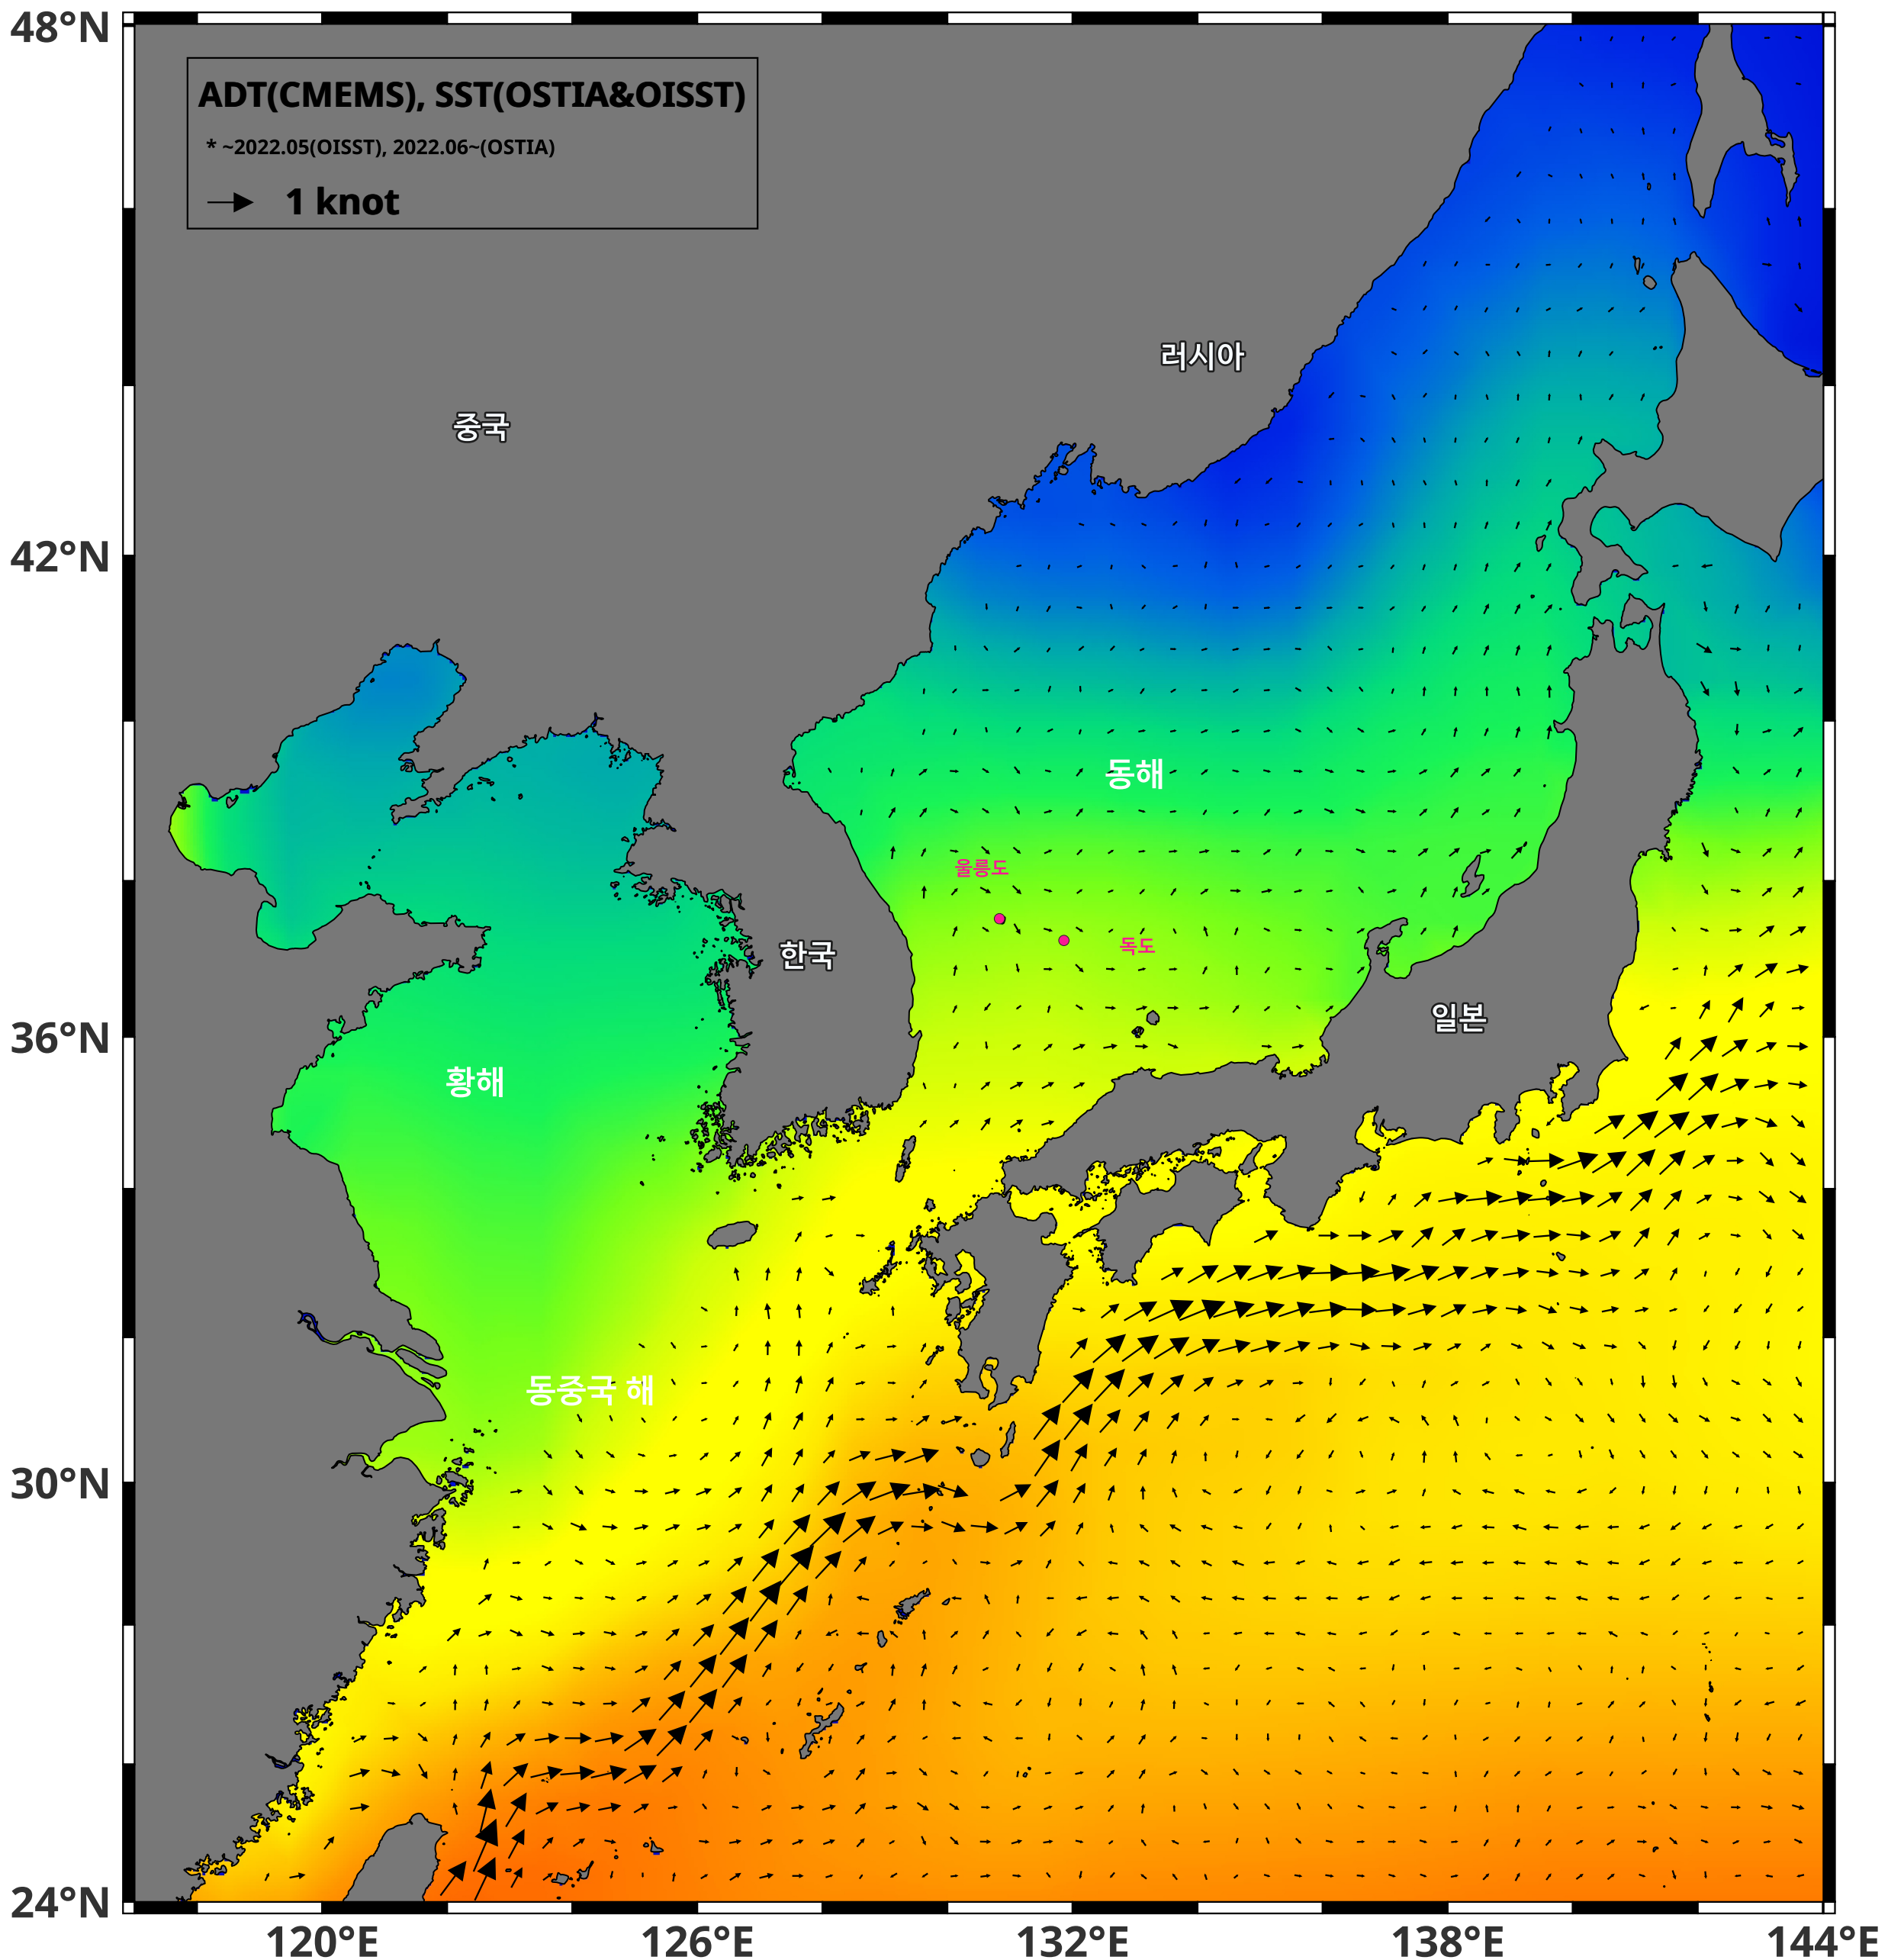 48°N
ADT(CMEMS), SST(OSTIA&OISST)
* ~2022.05(OISST), 2022.06~(OSTIA)
1 knot
러시아
중국
42°N
동해
울릉도
독도
한국
일본
36°N
황해
동중국 해
30°N
24°N
120°E 126°E 132°E 138°E 144°E